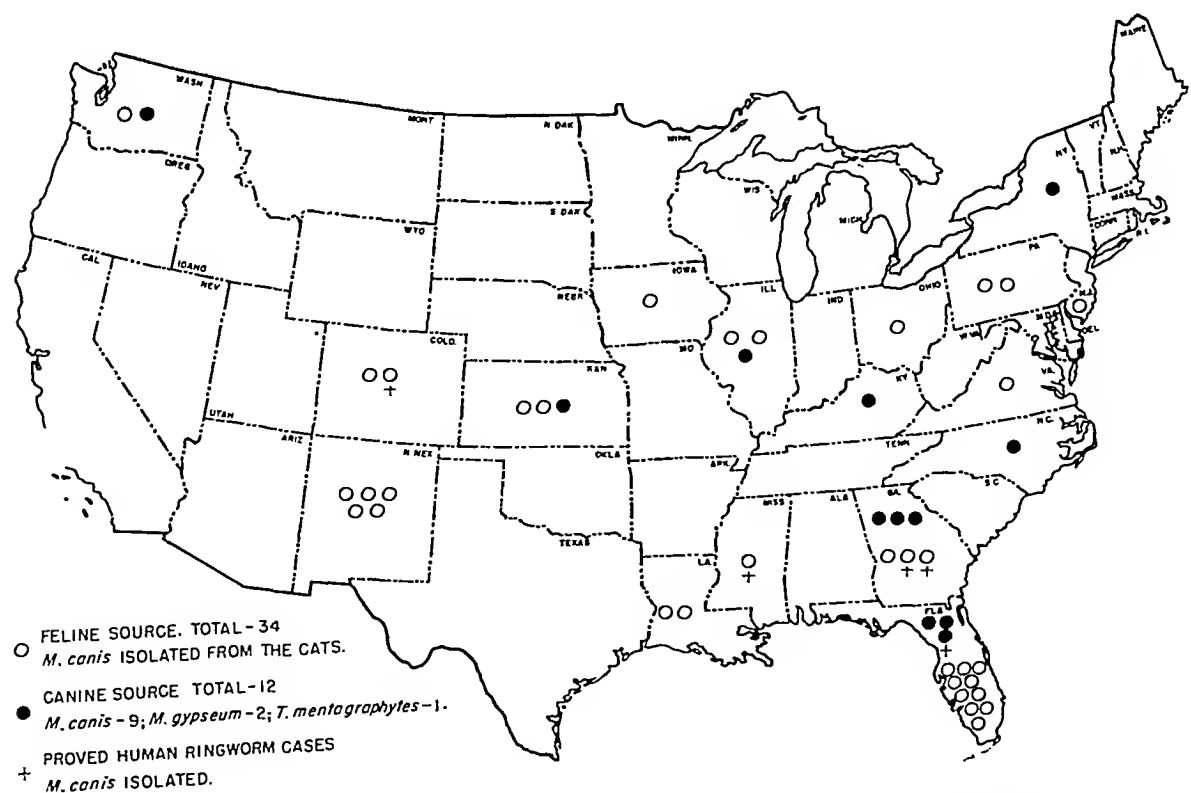 MAINE
WASH
MONT
N DAK
MINN.
VT
N.H.
NY
OREG
WIS
MASS
S DAK
MICH
CONN
R.I.
WYO
PA
CAL
IDAHO
NEV
IOWA
NEBR
ILL
IND
OHIO
N.J.
MD.
DEL
W.VA
COLO.
MO
KAN
KY
VA.
UTAH
ARIZ
N.C.
TENN
N MEX
OKLA
ARK.
S.C.
MISS
ALA
GA.
TEXAS
LA.
FLA
FELINE SOURCE. TOTAL-34
M. canis ISOLATED FROM THE CATS.
CANINE SOURCE TOTAL-12
M. canis-9; M. gypseum-2; T. mentagraphytes-1.
PROVED HUMAN RINGWORM CASES
M. canis ISOLATED.